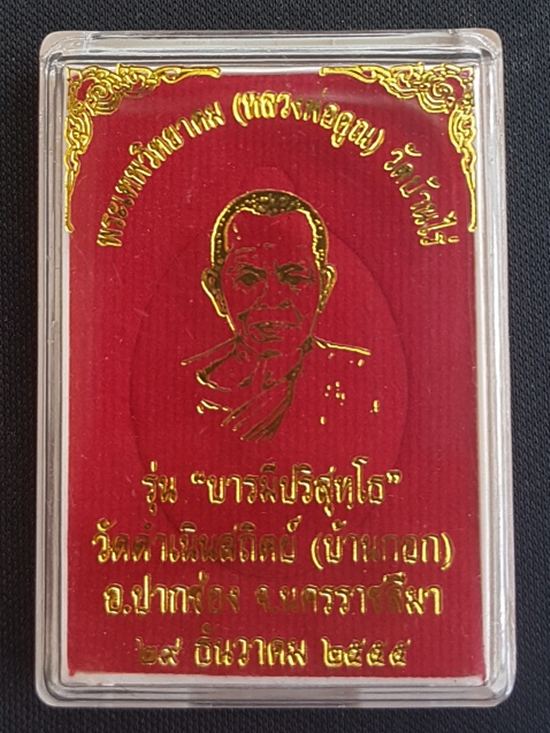 พระเทพวิทยาคม (หลวงพ่อคูณ) วัดบ้านไร่
รุ่น “บารมีปริสุทฺโธ”
วัดดำเนินสถิตย์ (บ้านกอก)
อ.ปากช่อง จ.นครราชสีมา
๒๙ ธันวาคม ๒๕๕๕